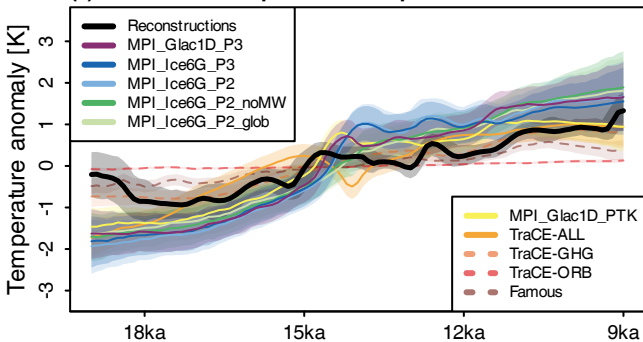 Temperature anomaly [K]
3
2
1
0
-1
-2
-3
Reconstructions
MPI_Glac1D_P3
MPI_Ice6G_P3
MPI_Ice6G_P2
MPI_Ice6G_P2_noMW
MPI_Ice6G_P2_glob
MPI_Glac1D_PTK
TraCE-ALL
TraCE-GHG
TraCE-ORB
Famous
18ka 15ka 12ka 9ka